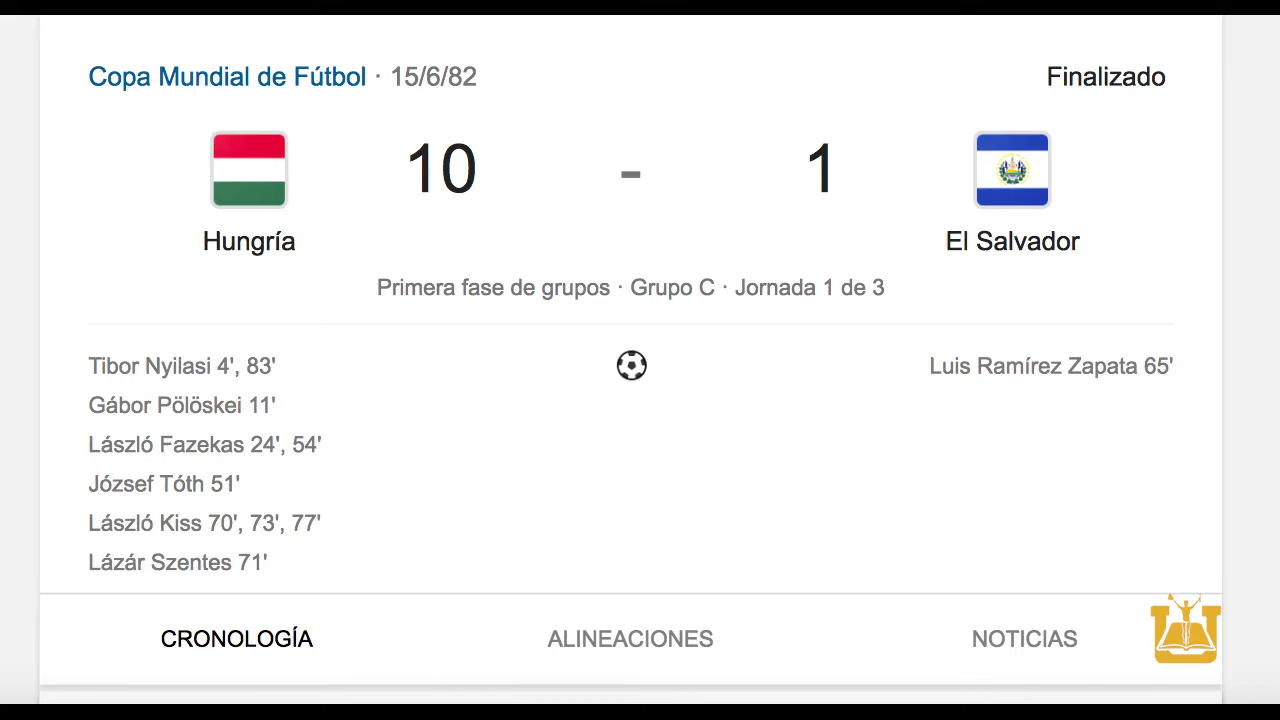 Copa Mundial de Fútbol · 15/6/82 Finalizado
10 - 1
Hungría El Salvador
Primera fase de grupos · Grupo C · Jornada 1 de 3
Tibor Nyilasi 4', 83' Luis Ramírez Zapata 65'
Gábor Pölöskei 11'
László Fazekas 24', 54'
József Tóth 51'
László Kiss 70', 73', 77'
Lázár Szentes 71'
CRONOLOGÍA ALINEACIONES NOTICIAS